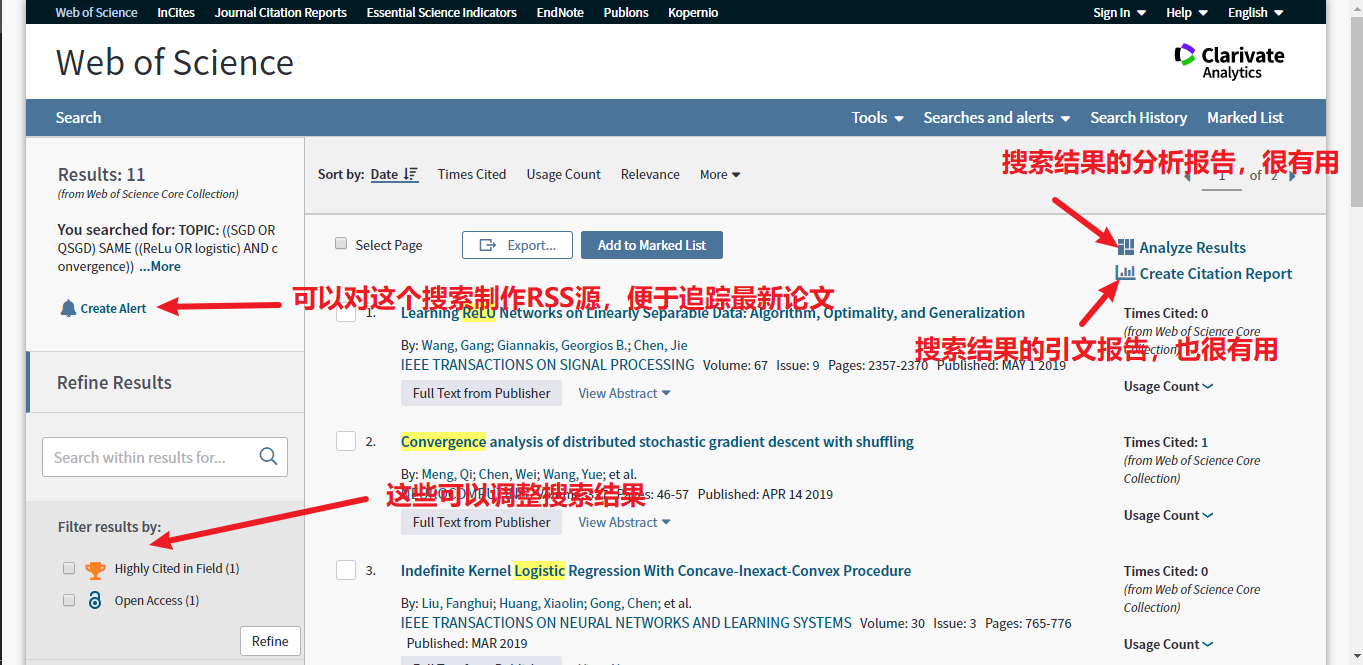 Web of Science InCites Journal Citation Reports Essential Science Indicators EndNote Publons Kopernio Sign In Help English
Web of Science
Clarivate
Analytics
Search Tools Searches and alerts Search History Marked List
搜索结果的分析报告，很有用
Results: 11
(from Web of Science Core Collection)
Sort by: Date Times Cited Usage Count Relevance More
1 of 2
You searched for: TOPIC: ((SGD OR
QSGD) SAME ((ReLu OR logistic) AND c
onvergence)) ...More
Select Page Export... Add to Marked List
Analyze Results
Create Citation Report
Create Alert
可以对这个搜索制作RSS源，便于追踪最新论文
1. Learning ReLU Networks on Linearly Separable Data: Algorithm, Optimality, and Generalization
By: Wang, Gang; Giannakis, Georgios B.; Chen, Jie
IEEE TRANSACTIONS ON SIGNAL PROCESSING Volume: 67 Issue: 9 Pages: 2357-2370 Published: MAY 1 2019
Full Text from Publisher View Abstract
Times Cited: 0
(from Web of Science Core
Collection)
搜索结果的引文报告，也很有用
Usage Count
Refine Results
Search within results for...
2. Convergence analysis of distributed stochastic gradient descent with shuffling
By: Meng, Qi; Chen, Wei; Wang, Yue; et al.
Pages: 46-57 Published: APR 14 2019
Full Text from Publisher View Abstract
Times Cited: 1
(from Web of Science Core
Collection)
Usage Count
这些可以调整搜索结果
Filter results by:
Highly Cited in Field (1)
Open Access (1)
Refine
3. Indefinite Kernel Logistic Regression With Concave-Inexact-Convex Procedure
By: Liu, Fanghui; Huang, Xiaolin; Gong, Chen; et al.
IEEE TRANSACTIONS ON NEURAL NETWORKS AND LEARNING SYSTEMS Volume: 30 Issue: 3 Pages: 765-776
Published: MAR 2019
Times Cited: 0
(from Web of Science Core
Collection)
Usage Count